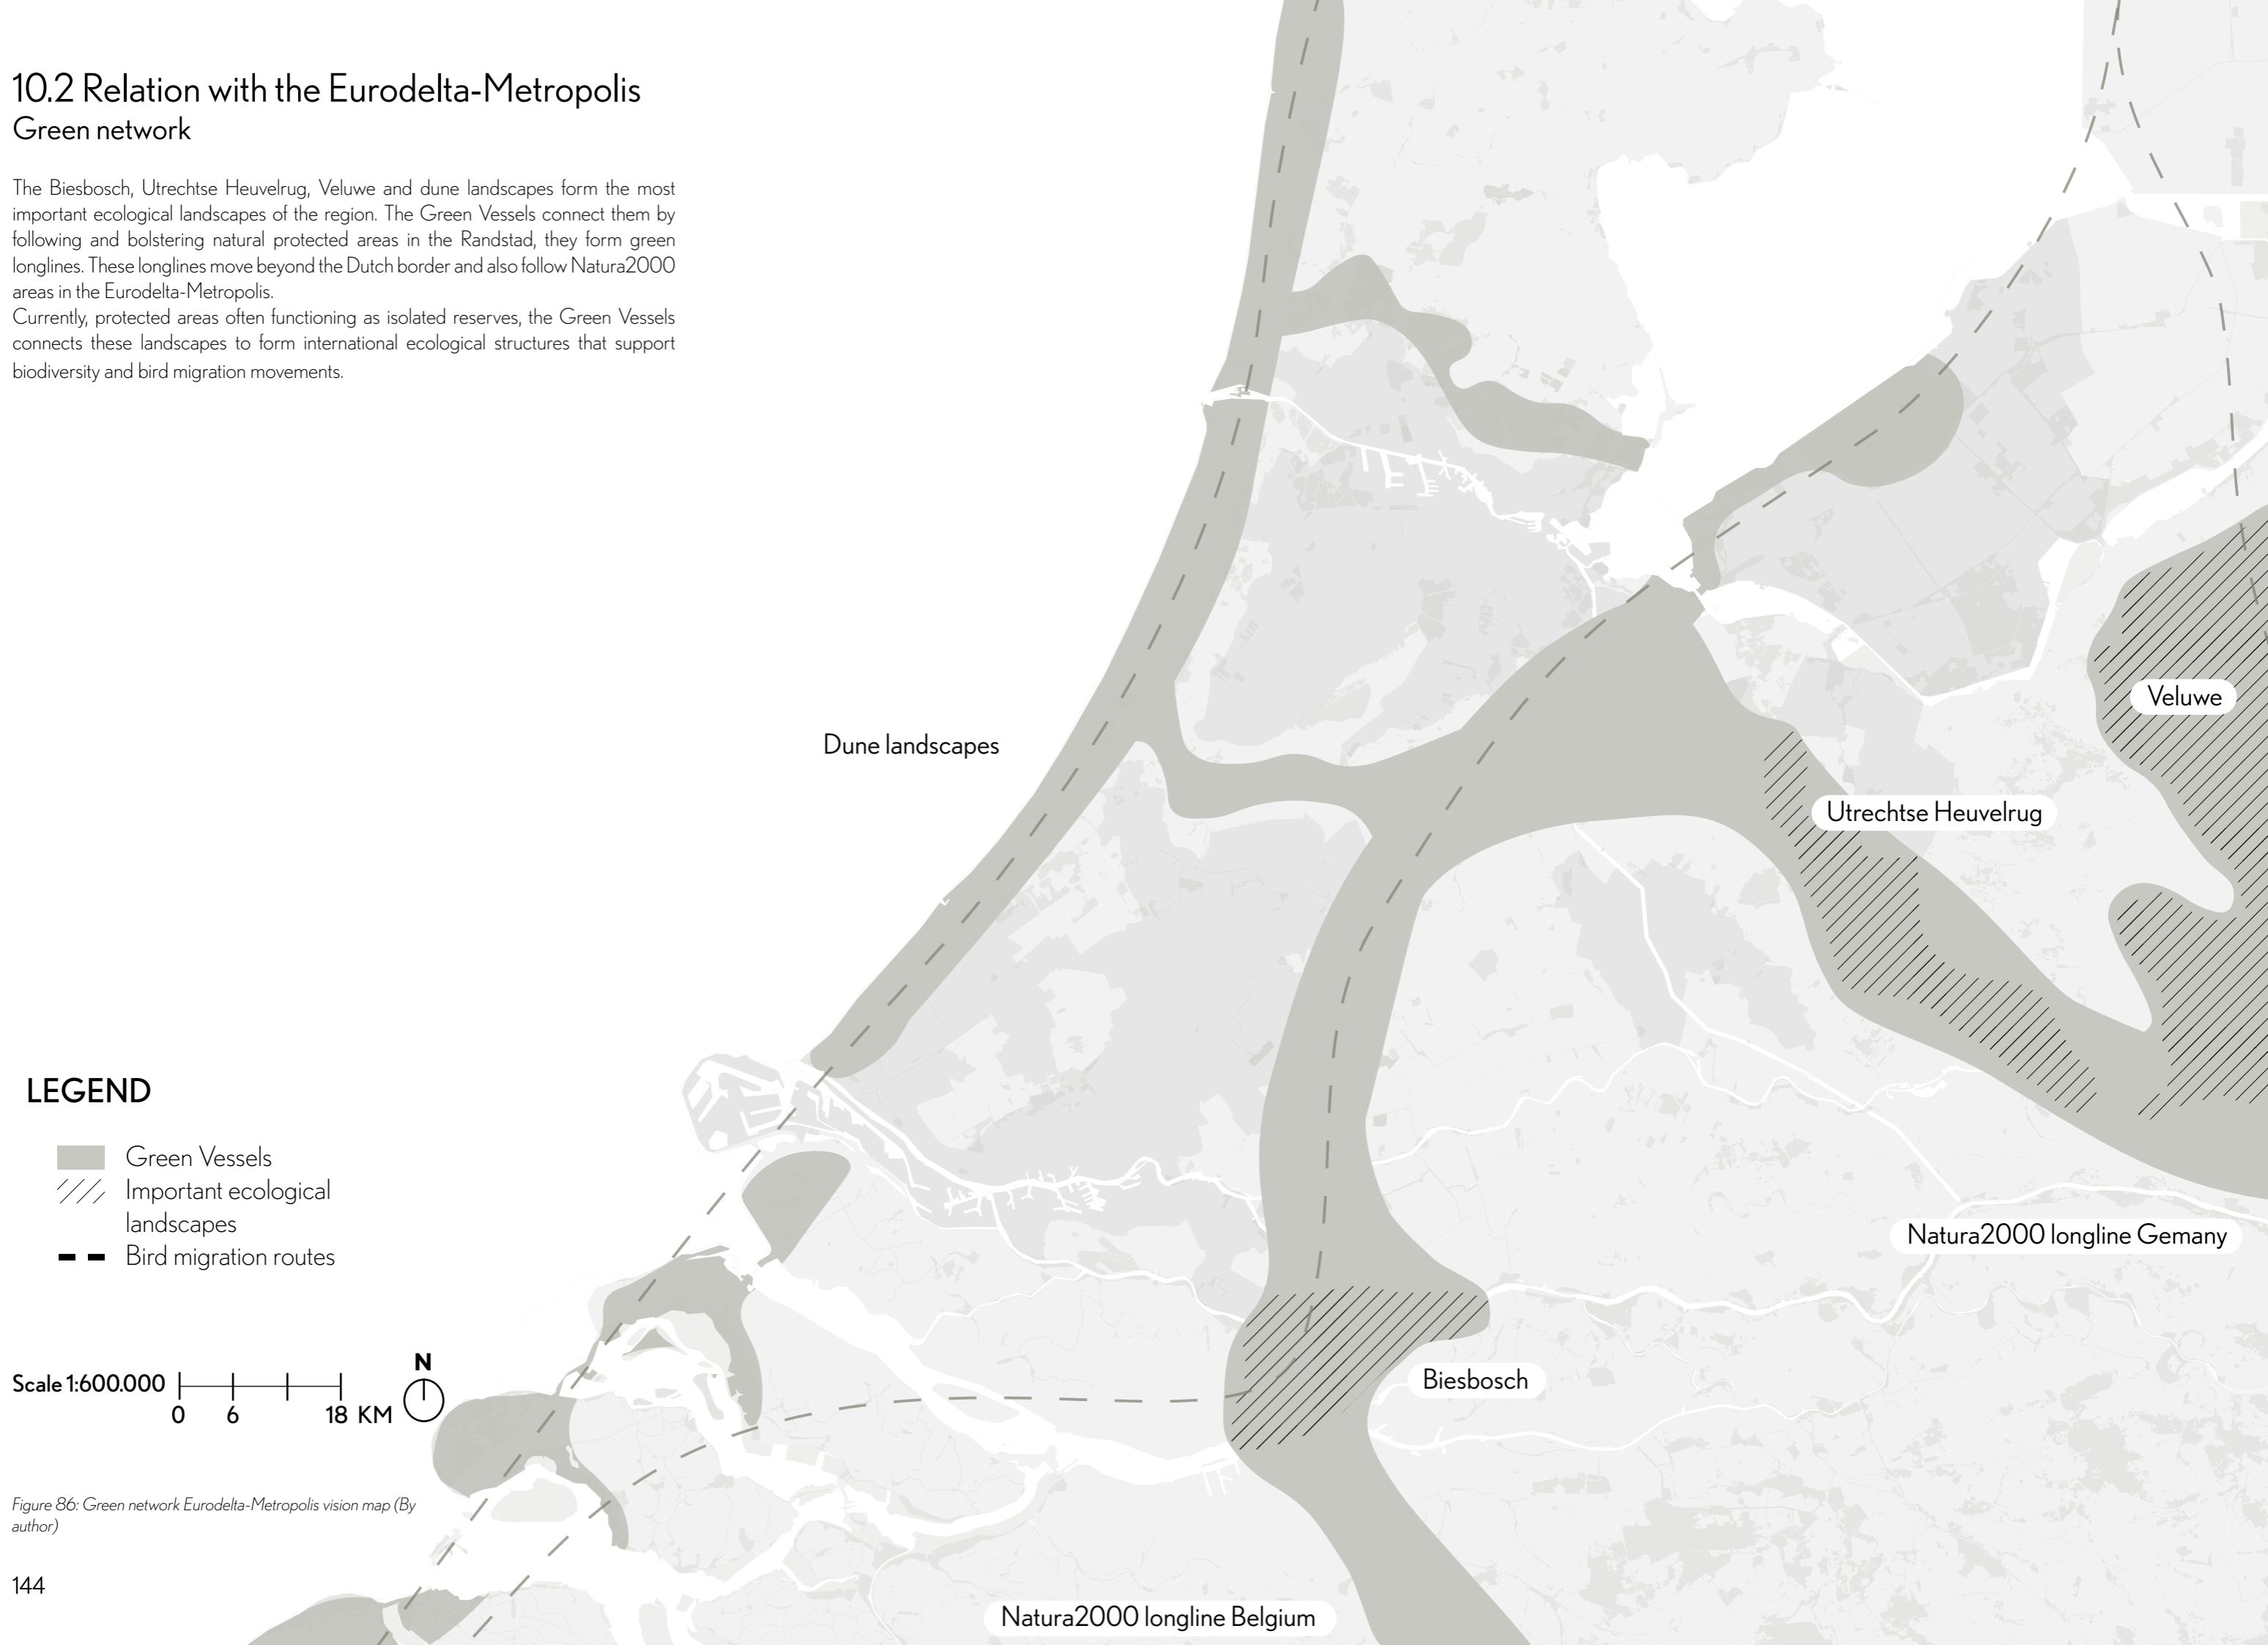 10.2 Relation with the Eurodelta-Metropolis
Green network
The Biesbosch, Utrechtse Heuvelrug, Veluwe and dune landscapes form the most
important ecological landscapes of the region. The Green Vessels connect them by
following and bolstering natural protected areas in the Randstad, they form green
longlines. These longlines move beyond the Dutch border and also follow Natura2000
areas in the Eurodelta-Metropolis.
Currently, protected areas often functioning as isolated reserves, the Green Vessels
connects these landscapes to form international ecological structures that support
biodiversity and bird migration movements.
Veluwe
Dune landscapes
Utrechtse Heuvelrug
LEGEND
Green Vessels
Important ecological
landscapes
Bird migration routes
Natura2000 longline Gemany
Biesbosch
Scale 1:600.000
0 6 18 KM
N
Figure 86: Green network Eurodelta-Metropolis vision map (By
author)
144
Natura2000 longline Belgium